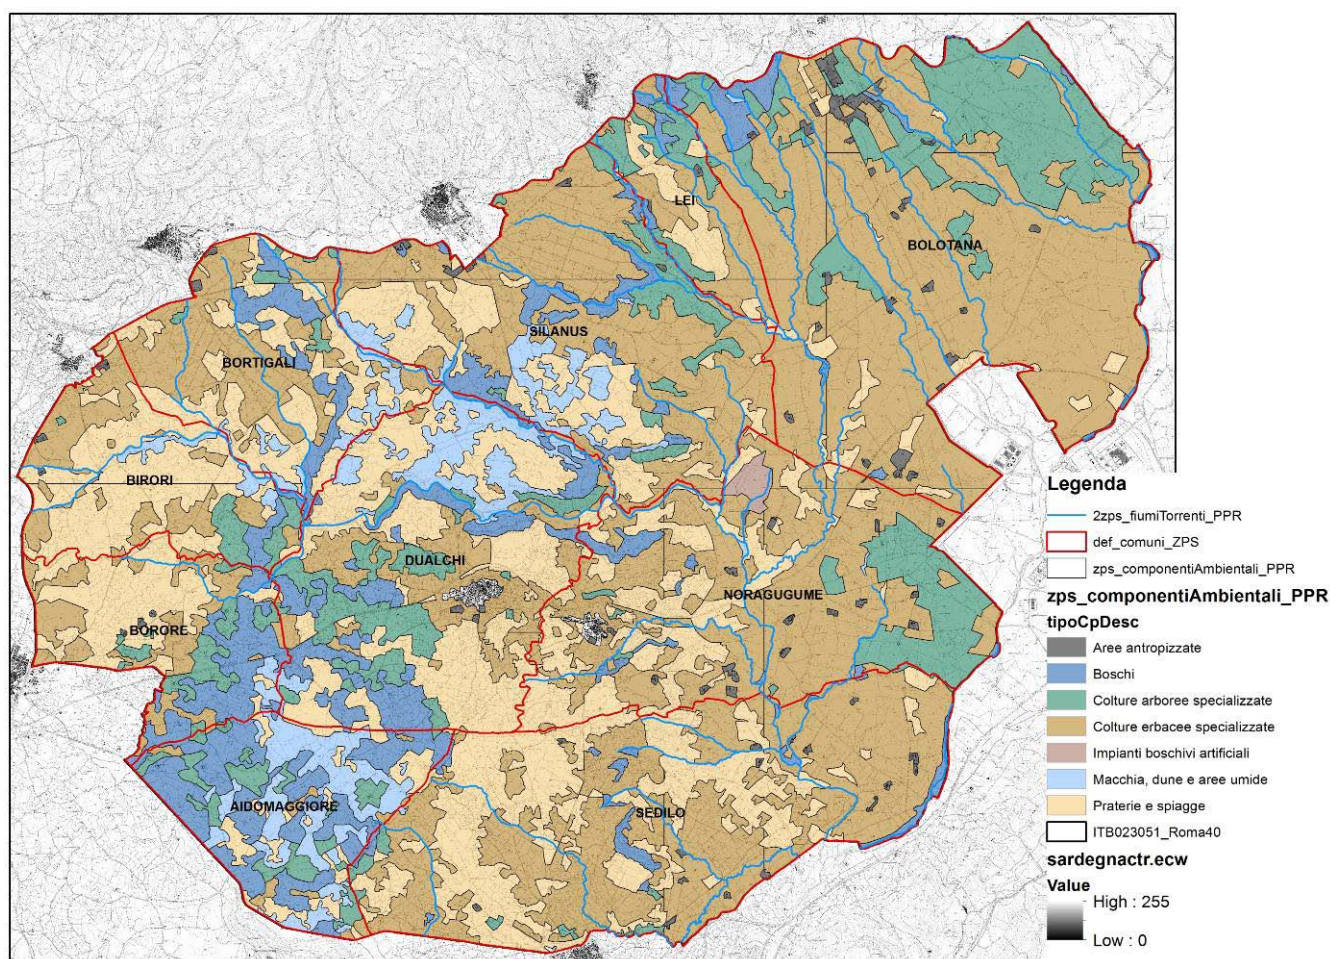 LEI
BOLOTANA
SILANUS
BORTIGALI
BIRORI
DUALCHI
NORAGUGUME
BORORE
AIDOMAGGIORE
SEDILO
Legenda
2zps_fiumiTorrenti_PPR
def_comuni_ZPS
zps_componentiAmbientali_PPR
zps_componentiAmbientali_PPR
tipoCpDesc
Aree antropizzate
Boschi
Colture arboree specializzate
Colture erbacee specializzate
Impianti boschivi artificiali
Macchia, dune e aree umide
Praterie e spiagge
ITB023051_Roma40
sardegnactr.ecw
Value
High : 255
Low : 0